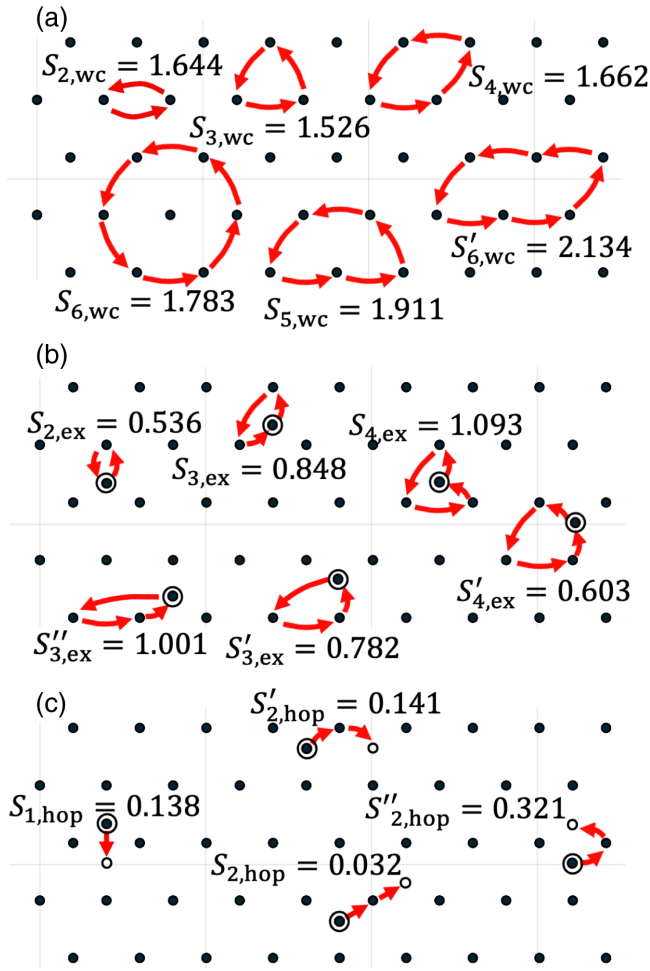 (a)
S₂,wc = 1.644
S₄,wc = 1.662
S₃,wc = 1.526
S′₆,wc = 2.134
S₆,wc = 1.783
S₅,wc = 1.911
(b)
S₂,ex = 0.536
S₄,ex = 1.093
S₃,ex = 0.848
S′₄,ex = 0.603
S″₃,ex = 1.001
S′₃,ex = 0.782
(c)
S′₂,hop = 0.141
S₁,hop = 0.138
S″₂,hop = 0.321
S₂,hop = 0.032